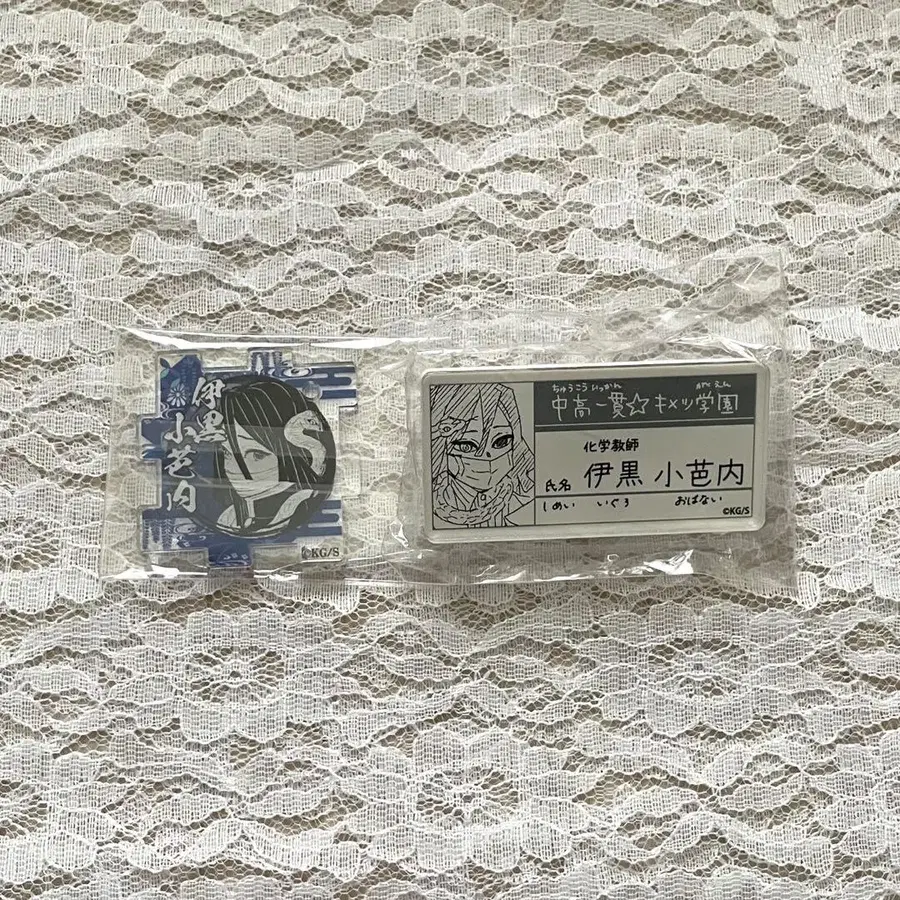 伊黒
小芭内
©KG/S
ちゅうこういっかん がくえん
中高一貫☆キメツ学園
化学教師
氏名 伊黒 小芭内
しめい いぐろ おばない
©KG/S